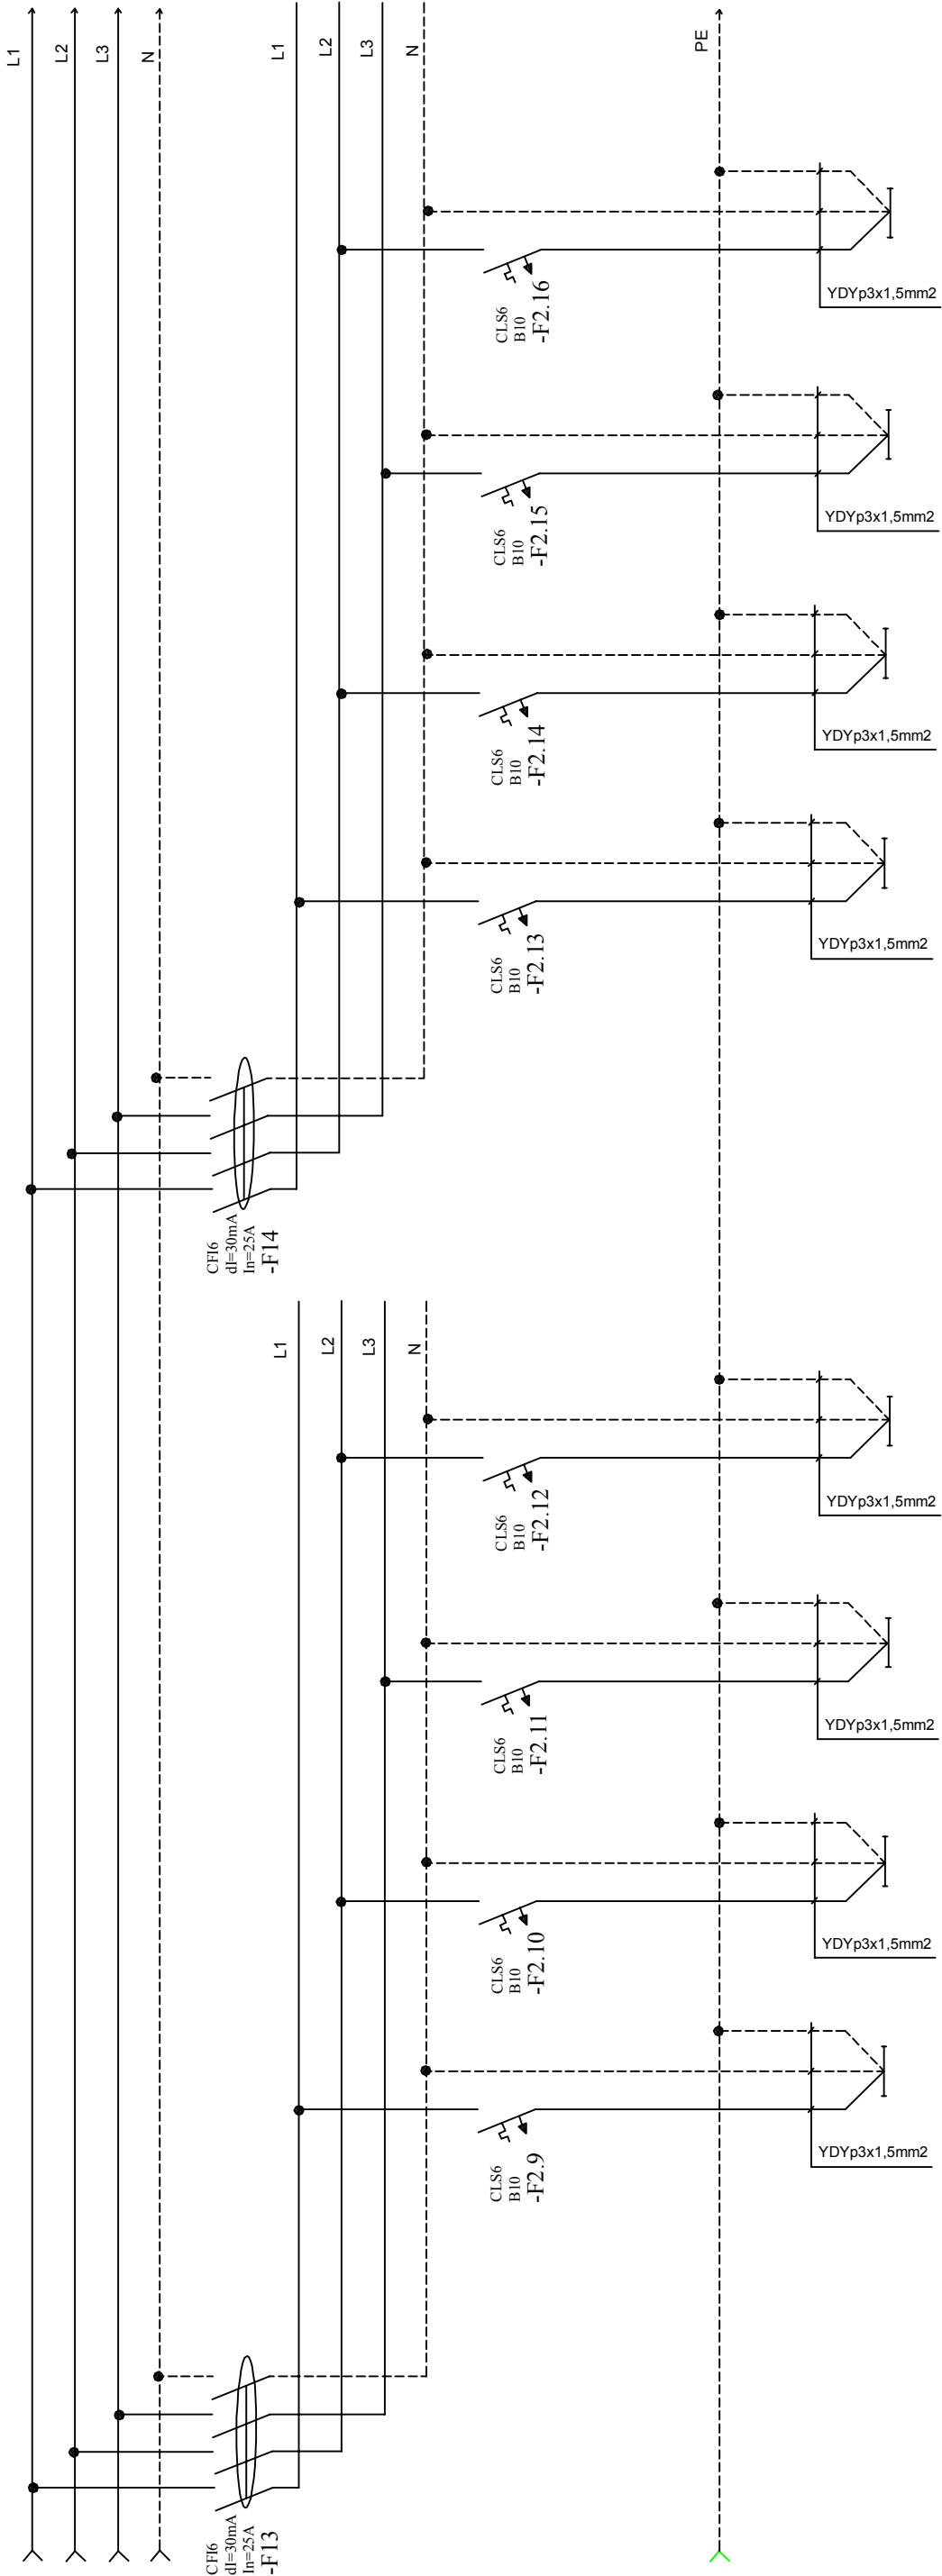 L1
L2
L3
N
L1
L2
L3
N
PE
CLS6
B10
-F2.16
YDYp3x1,5mm2
CLS6
B10
-F2.15
YDYp3x1,5mm2
CLS6
B10
-F2.14
YDYp3x1,5mm2
CLS6
B10
-F2.13
YDYp3x1,5mm2
CFI6
dI=30mA
In=25A
-F14
L1
L2
L3
N
CLS6
B10
-F2.12
YDYp3x1,5mm2
CLS6
B10
-F2.11
YDYp3x1,5mm2
CLS6
B10
-F2.10
YDYp3x1,5mm2
CLS6
B10
-F2.9
YDYp3x1,5mm2
CFI6
dI=30mA
In=25A
-F13